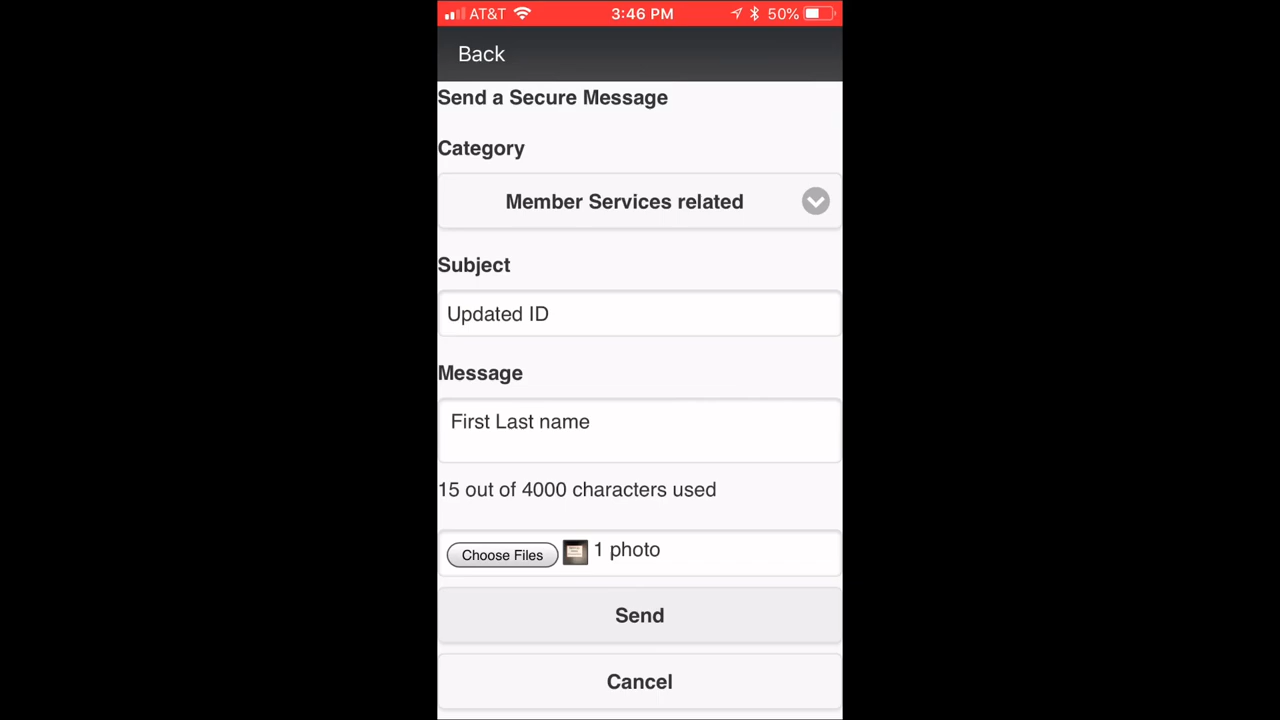 AT&T 3:46 PM 50%
Back
Send a Secure Message
Category
Member Services related
Subject
Updated ID
Message
First Last name
15 out of 4000 characters used
Choose Files 1 photo
Send
Cancel